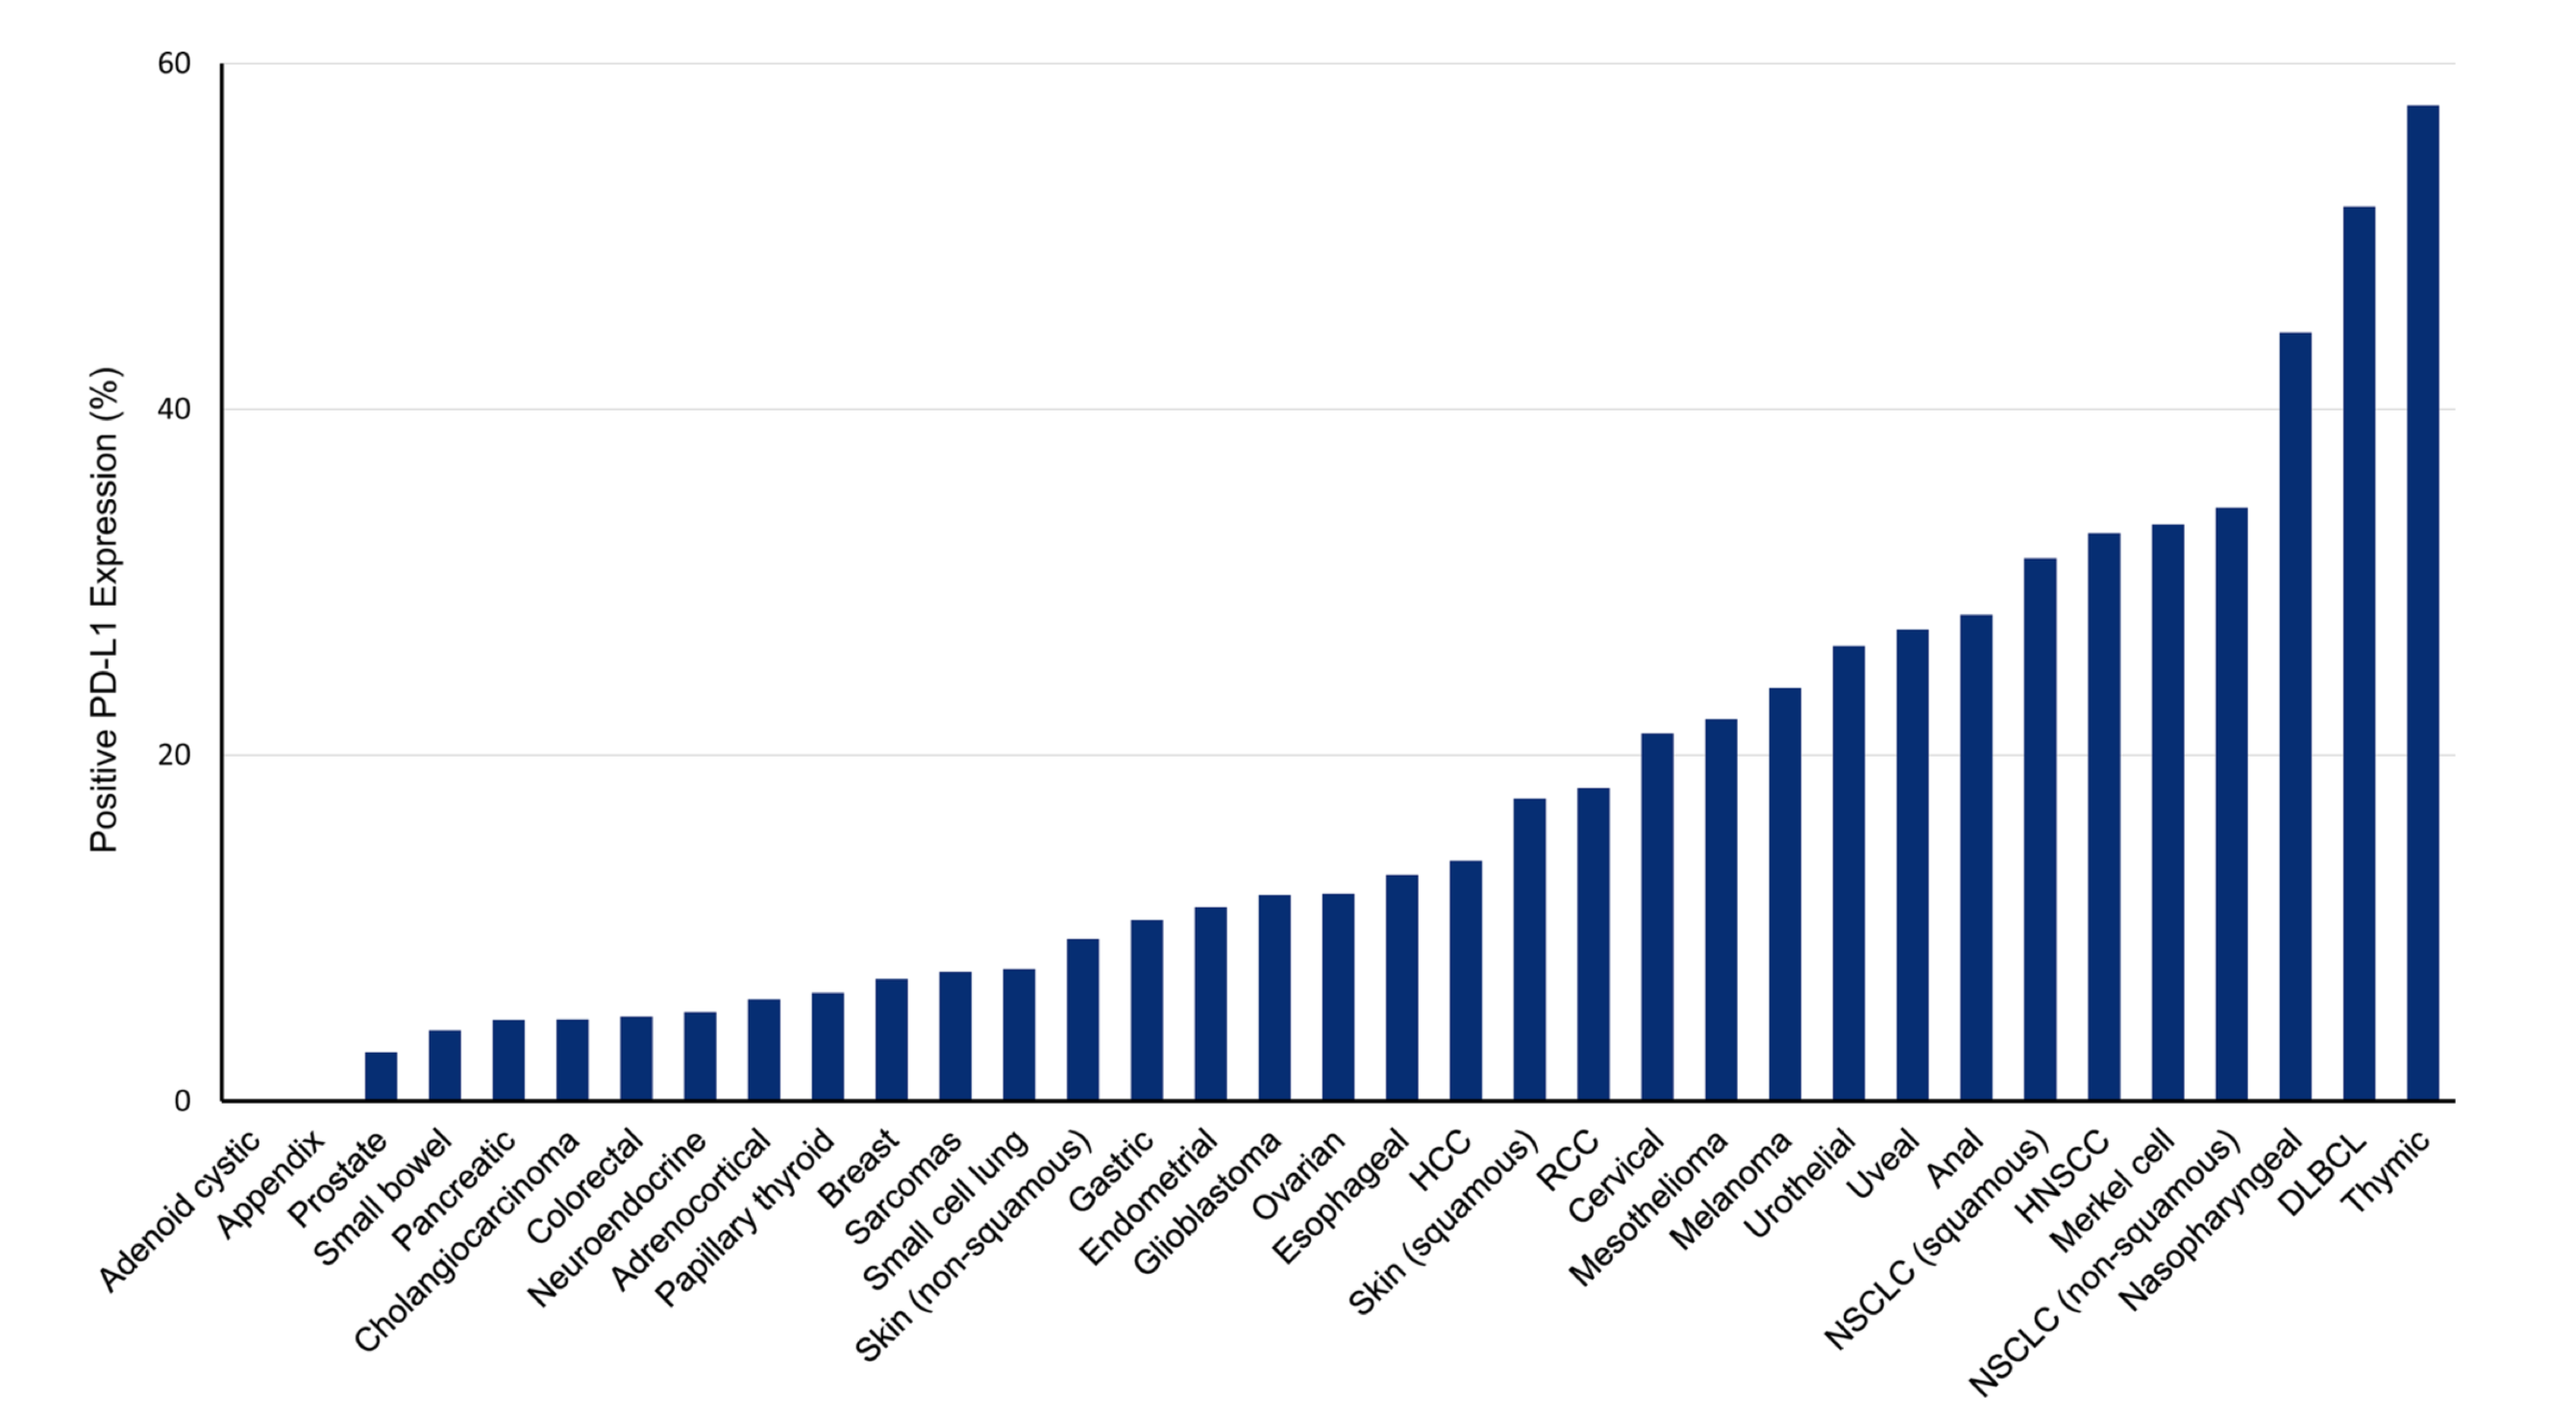 Positive PD-L1 Expression (%)
60
40
20
0
Adenoid cystic
Appendix
Prostate
Small bowel
Pancreatic
Cholangiocarcinoma
Colorectal
Neuroendocrine
Adrenocortical
Papillary thyroid
Breast
Sarcomas
Small cell lung
Skin (non-squamous)
Gastric
Endometrial
Glioblastoma
Ovarian
Esophageal
HCC
Skin (squamous)
RCC
Cervical
Mesothelioma
Melanoma
Urothelial
Uveal
Anal
NSCLC (squamous)
HNSCC
Merkel cell
NSCLC (non-squamous)
Nasopharyngeal
DLBCL
Thymic